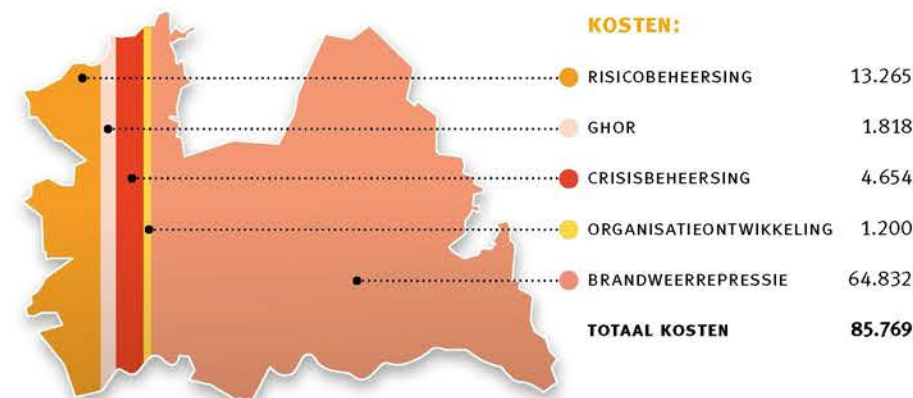 KOSTEN:
RISICOBEHEERSING 13.265
GHOR 1.818
CRISISBEHEERSING 4.654
ORGANISATIEONTWIKKELING 1.200
BRANDWEERREPRESSIE 64.832
TOTAAL KOSTEN 85.769